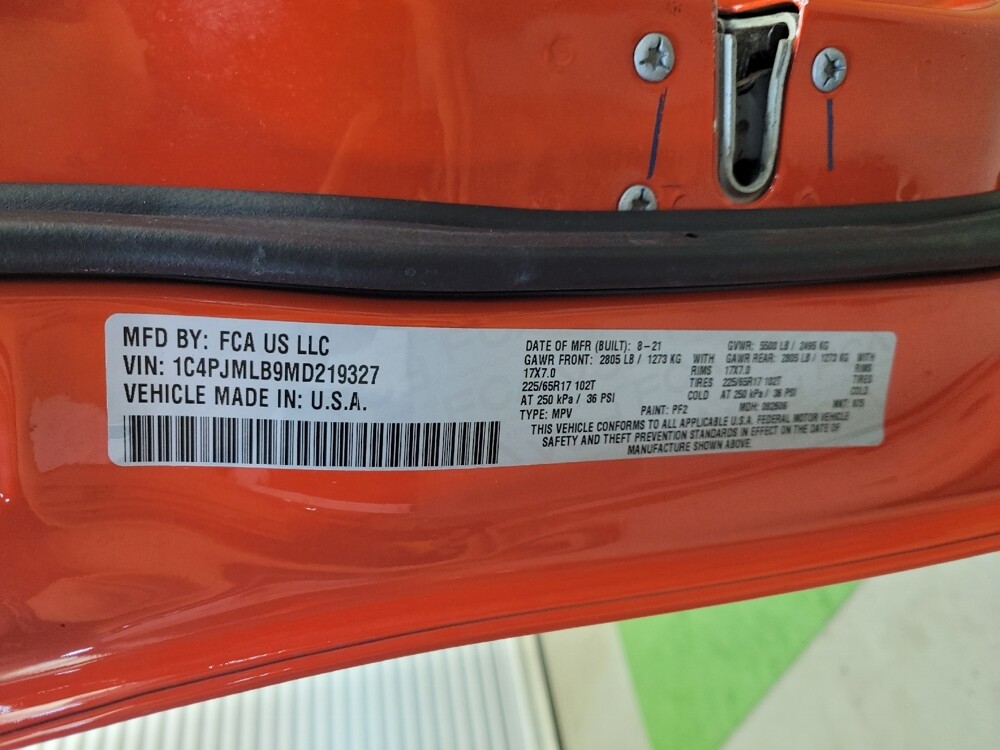 MFD BY: FCA US LLC
VIN: 1C4PJMLB9MD219327
VEHICLE MADE IN: U.S.A.
DATE OF MFR (BUILT): 8-21 GVWR: 5500 LB / 2495 KG
GAWR FRONT: 2805 LB / 1273 KG WITH GAWR REAR: 2805 LB / 1273 KG WITH
17X7.0 RIMS 17X7.0 RIMS
225/65R17 102T TIRES 225/65R17 102T TIRES
AT 250 kPa / 36 PSI COLD AT 250 kPa / 36 PSI COLD
TYPE: MPV PAINT: PF2 MDH: 082606 MKT:
THIS VEHICLE CONFORMS TO ALL APPLICABLE U.S.A. FEDERAL MOTOR VEHICLE
SAFETY AND THEFT PREVENTION STANDARDS IN EFFECT ON THE DATE OF
MANUFACTURE SHOWN ABOVE.